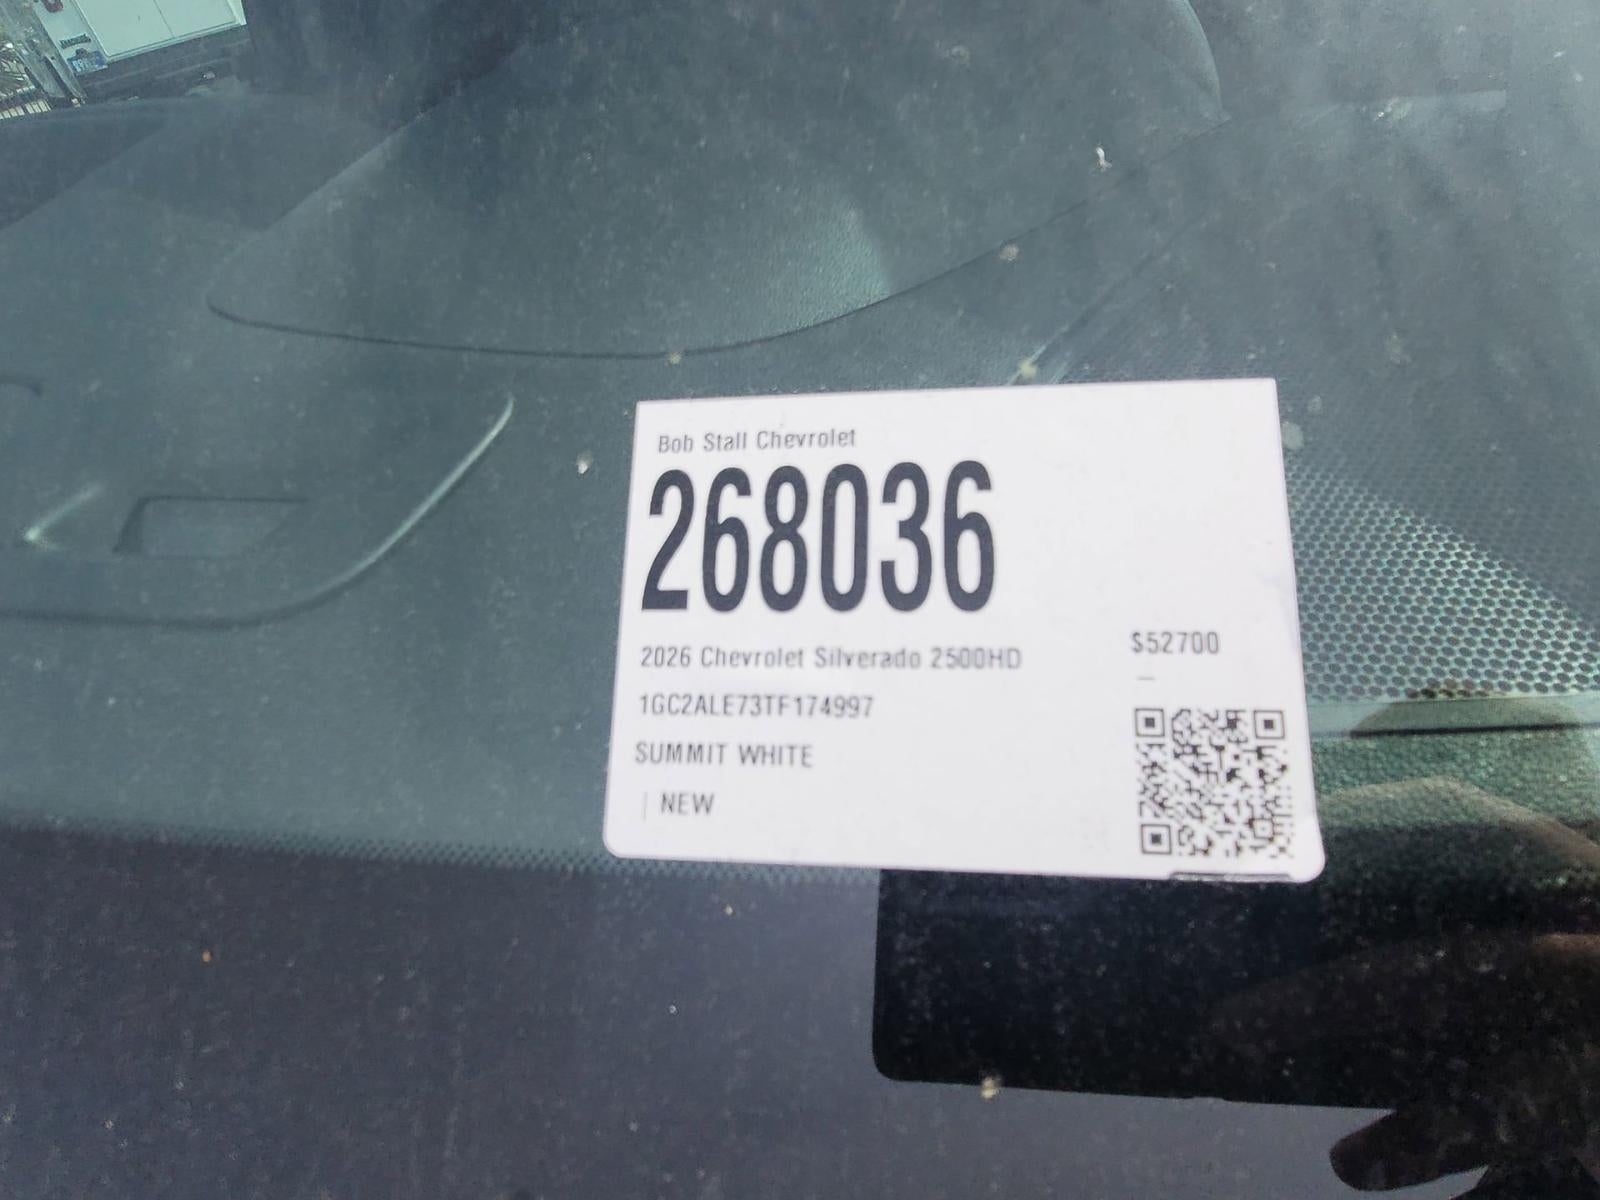 Bob Stall Chevrolet
268036
2026 Chevrolet Silverado 2500HD
$52700
1GC2ALE73TF174997
SUMMIT WHITE
| NEW